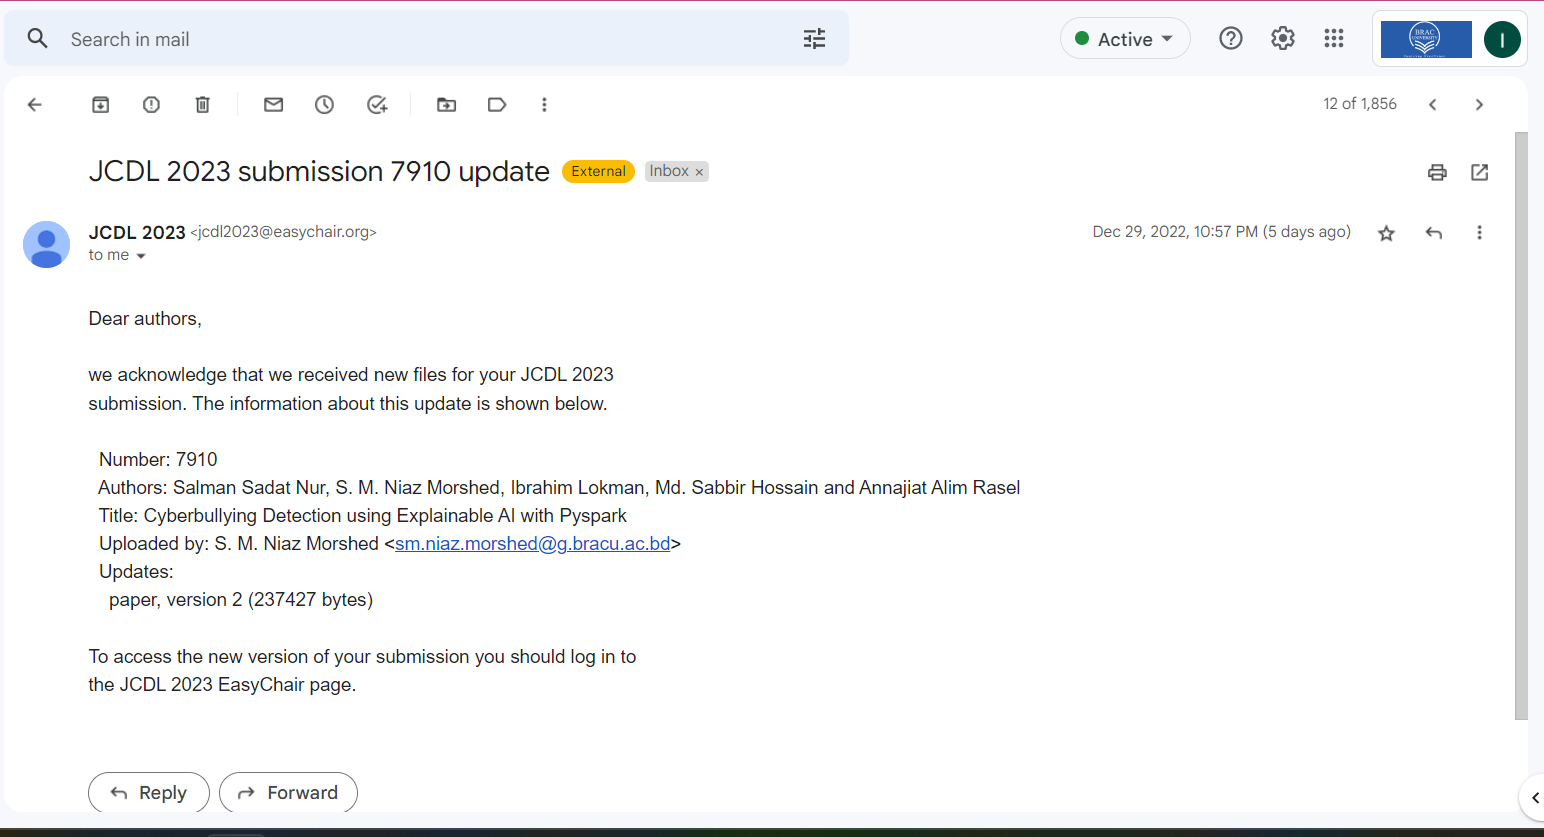 Search in mail
Active
BRAC
UNIVERSITY
I
12 of 1,856
JCDL 2023 submission 7910 update External Inbox ×
JCDL 2023 <jcdl2023@easychair.org>
Dec 29, 2022, 10:57 PM (5 days ago)
to me
Dear authors,
we acknowledge that we received new files for your JCDL 2023
submission. The information about this update is shown below.
Number: 7910
Authors: Salman Sadat Nur, S. M. Niaz Morshed, Ibrahim Lokman, Md. Sabbir Hossain and Annajiat Alim Rasel
Title: Cyberbullying Detection using Explainable AI with Pyspark
Uploaded by: S. M. Niaz Morshed <sm.niaz.morshed@g.bracu.ac.bd>
Updates:
paper, version 2 (237427 bytes)
To access the new version of your submission you should log in to
the JCDL 2023 EasyChair page.
Reply
Forward